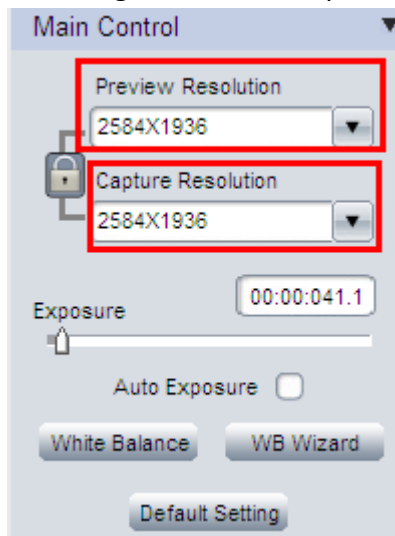 Main Control
Preview Resolution
2584X1936
Capture Resolution
2584X1936
Exposure
00:00:041.1
Auto Exposure
White Balance
WB Wizard
Default Setting